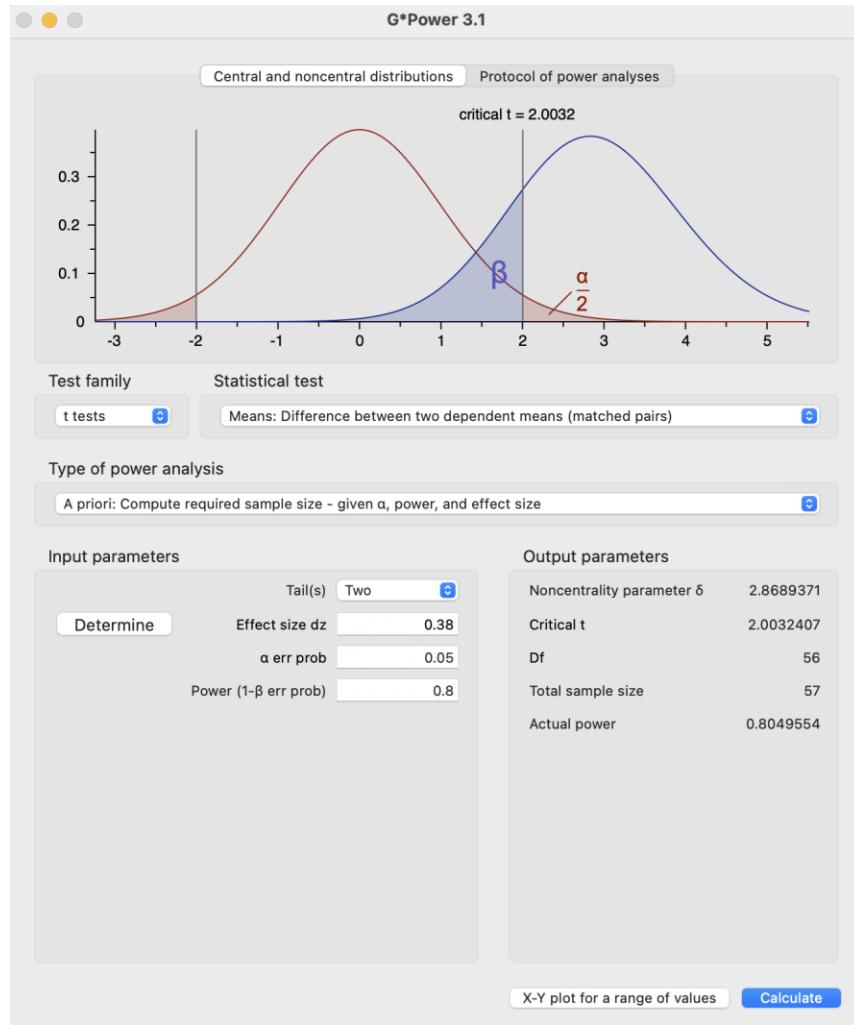 G*Power 3.1
Central and noncentral distributions Protocol of power analyses
critical t = 2.0032
0.3
0.2
0.1
0
β
α
2
-3 -2 -1 0 1 2 3 4 5
Test family Statistical test
t tests Means: Difference between two dependent means (matched pairs)
Type of power analysis
A priori: Compute required sample size - given α, power, and effect size
Input parameters
Tail(s) Two
Determine Effect size dz 0.38
α err prob 0.05
Power (1-β err prob) 0.8
Output parameters
Noncentrality parameter δ 2.8689371
Critical t 2.0032407
Df 56
Total sample size 57
Actual power 0.8049554
X-Y plot for a range of values Calculate